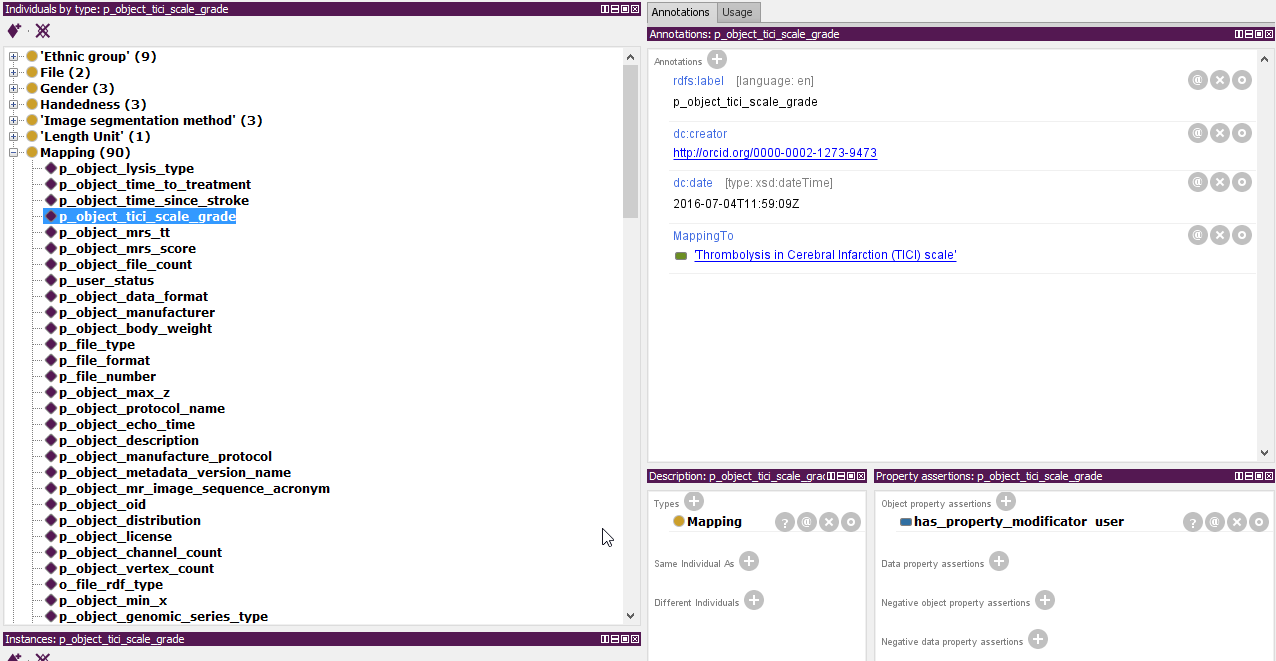 Individuals by type: p_object_tici_scale_grade
'Ethnic group' (9)
File (2)
Gender (3)
Handedness (3)
'Image segmentation method' (3)
'Length Unit' (1)
Mapping (90)
p_object_lysis_type
p_object_time_to_treatment
p_object_time_since_stroke
p_object_tici_scale_grade
p_object_mrs_tt
p_object_mrs_score
p_object_file_count
p_user_status
p_object_data_format
p_object_manufacturer
p_object_body_weight
p_file_type
p_file_format
p_file_number
p_object_max_z
p_object_protocol_name
p_object_echo_time
p_object_description
p_object_manufacture_protocol
p_object_metadata_version_name
p_object_mr_image_sequence_acronym
p_object_oid
p_object_distribution
p_object_license
p_object_channel_count
p_object_vertex_count
o_file_rdf_type
p_object_min_x
p_object_genomic_series_type
Instances: p_object_tici_scale_grade
Annotations Usage
Annotations: p_object_tici_scale_grade
Annotations
rdfs:label [language: en]
p_object_tici_scale_grade
dc:creator
http://orcid.org/0000-0002-1273-9473
dc:date [type: xsd:dateTime]
2016-07-04T11:59:09Z
MappingTo
'Thrombolysis in Cerebral Infarction (TICI) scale'
Description: p_object_tici_scale_grad
Types
Mapping
Same Individual As
Different Individuals
Property assertions: p_object_tici_scale_grade
Object property assertions
has_property_modificator user
Data property assertions
Negative object property assertions
Negative data property assertions